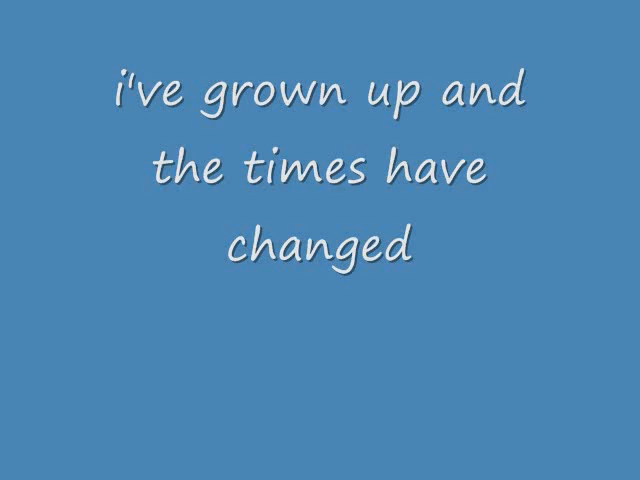 i've grown up and
the times have
changed